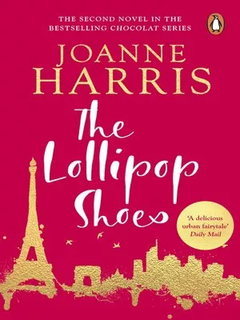 THE SECOND NOVEL IN THE
BESTSELLING CHOCOLAT SERIES
JOANNE
HARRIS
The
Lollipop
Shoes
'A delicious
urban fairytale'
Daily Mail